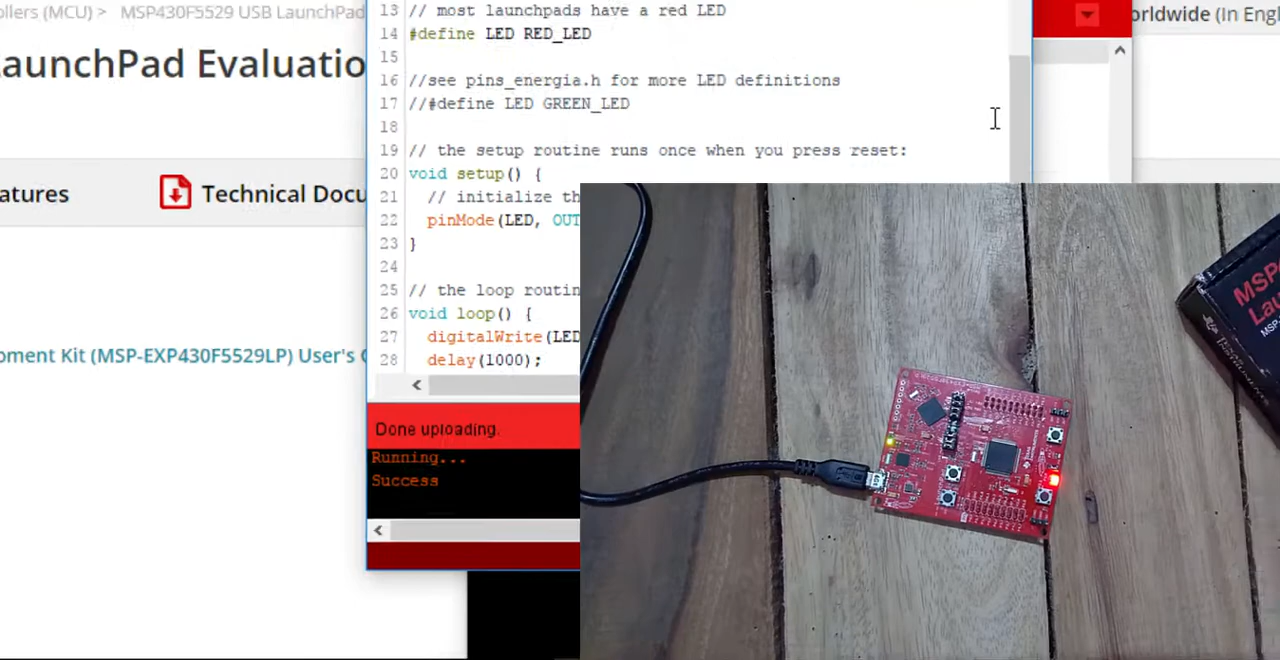 ollers (MCU) > MSP430F5529 USB LaunchPad
aunchPad Evaluatio
atures
Technical Docu
oment Kit (MSP-EXP430F5529LP) User's
orldwide (In Engl
13 // most launchpads have a red LED
14 #define LED RED_LED
15
16 //see pins_energia.h for more LED definitions
17 //#define LED GREEN_LED
18
19 // the setup routine runs once when you press reset:
20 void setup() {
21 // initialize th
22 pinMode(LED, OUT
23 }
24
25 // the loop routin
26 void loop() {
27 digitalWrite(LED
28 delay(1000);
Done uploading.
Running...
Success